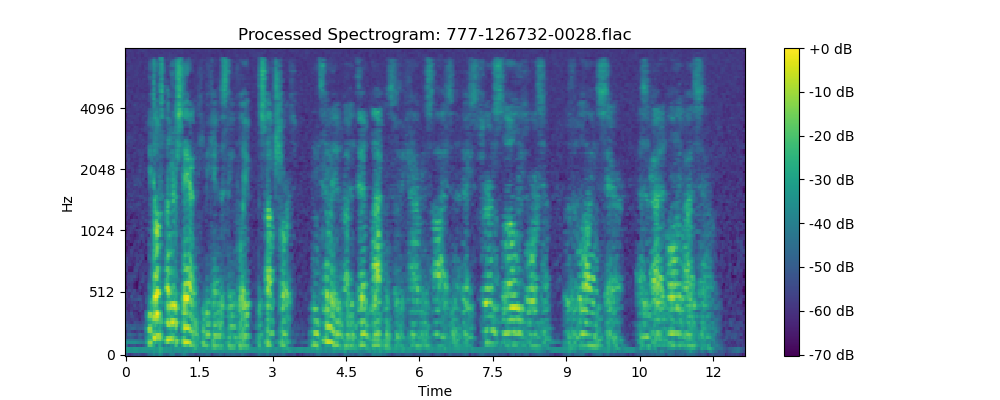 Processed Spectrogram: 777-126732-0028.flac
Hz
4096
2048
1024
512
0
0 1.5 3 4.5 6 7.5 9 10 12
Time
+0 dB
-10 dB
-20 dB
-30 dB
-40 dB
-50 dB
-60 dB
-70 dB